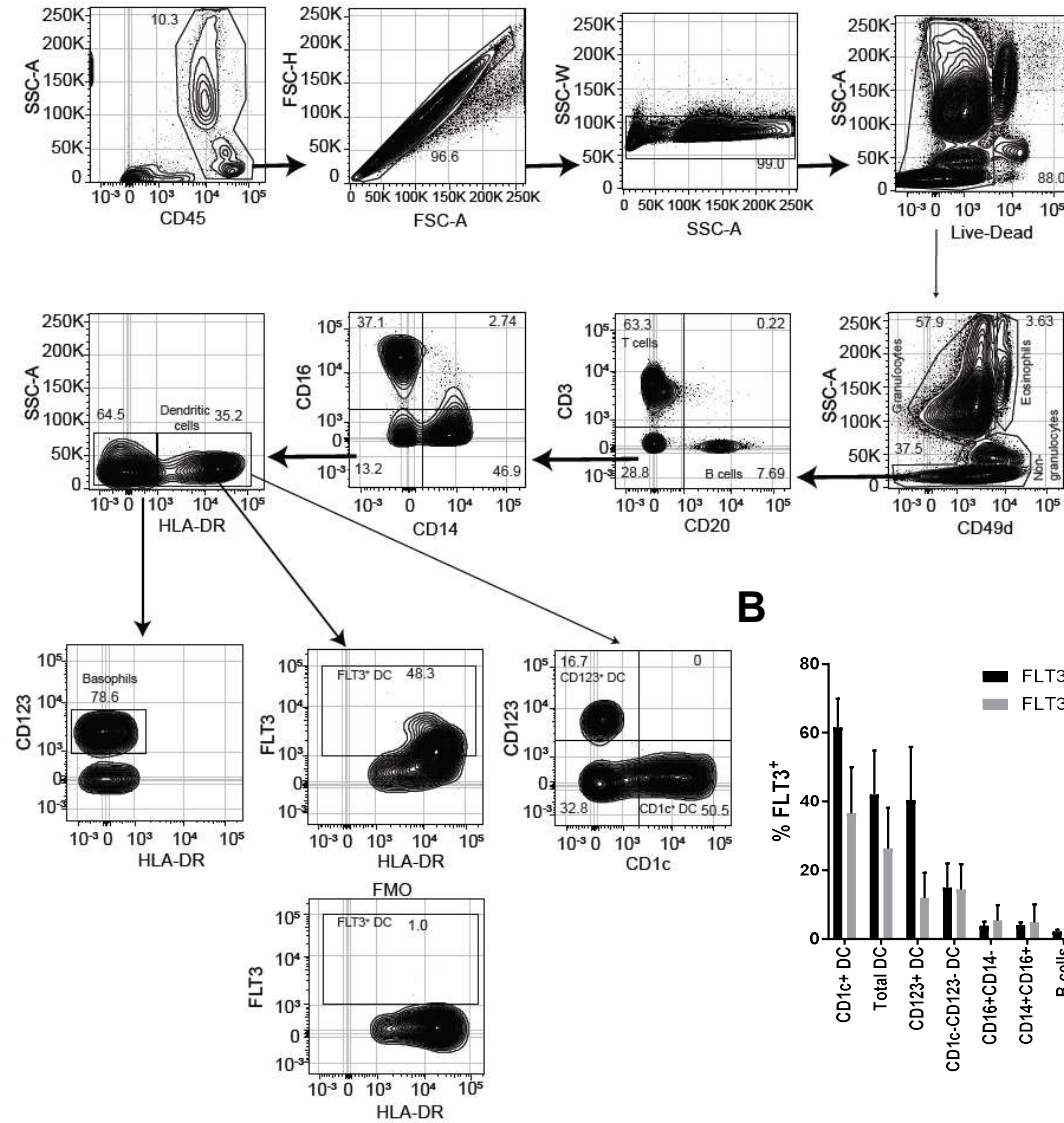 10.3
SSC-A
250K
200K
150K
100K
50K
0
10-3 0 10³ 10⁴ 10⁵
CD45
FSC-H
250K
200K
150K
100K
50K
0
96.6
0 50K 100K 150K 200K 250K
FSC-A
SSC-W
250K
200K
150K
100K
50K
0
99.0
0 50K 100K 150K 200K 250K
SSC-A
SSC-A
250K
200K
150K
100K
50K
0
88.0
10-3 0 10³ 10⁴ 10⁵
Live-Dead
SSC-A
250K
200K
150K
100K
50K
0
64.5
Dendritic
cells
35.2
10-3 0 10³ 10⁴ 10⁵
HLA-DR
CD16
10⁵
10⁴
10³
0
10-3
37.1
2.74
13.2
46.9
10-3 0 10³ 10⁴ 10⁵
CD14
CD3
10⁵
10⁴
10³
0
10-3
63.3
T cells
0.22
28.8
B cells 7.69
10-3 0 10³ 10⁴ 10⁵
CD20
SSC-A
250K
200K
150K
100K
50K
0
57.9
3.63
Granulocytes
Eosinophils
37.5
Non-
granulocytes
10-3 0 10³ 10⁴ 10⁵
CD49d
CD123
10⁵
10⁴
10³
0
10-3
Basophils
78.6
10-3 0 10³ 10⁴ 10⁵
HLA-DR
FLT3
10⁵
10⁴
10³
0
10-3
FLT3⁺ DC 48.3
10-3 0 10³ 10⁴ 10⁵
HLA-DR
CD123
10⁵
10⁴
10³
0
10-3
16.7
0
CD123⁺ DC
32.8
CD1c⁺ DC 50.5
10-3 0 10³ 10⁴ 10⁵
CD1c
FMO
FLT3
10⁵
10⁴
10³
0
10-3
FLT3⁺ DC 1.0
10-3 0 10³ 10⁴ 10⁵
HLA-DR
B
% FLT3⁺
80
60
40
20
0
FLT3
FLT3
CD1c+ DC
Total DC
CD123+ DC
CD1c-CD123- DC
CD16+CD14-
CD14+CD16+
B cells